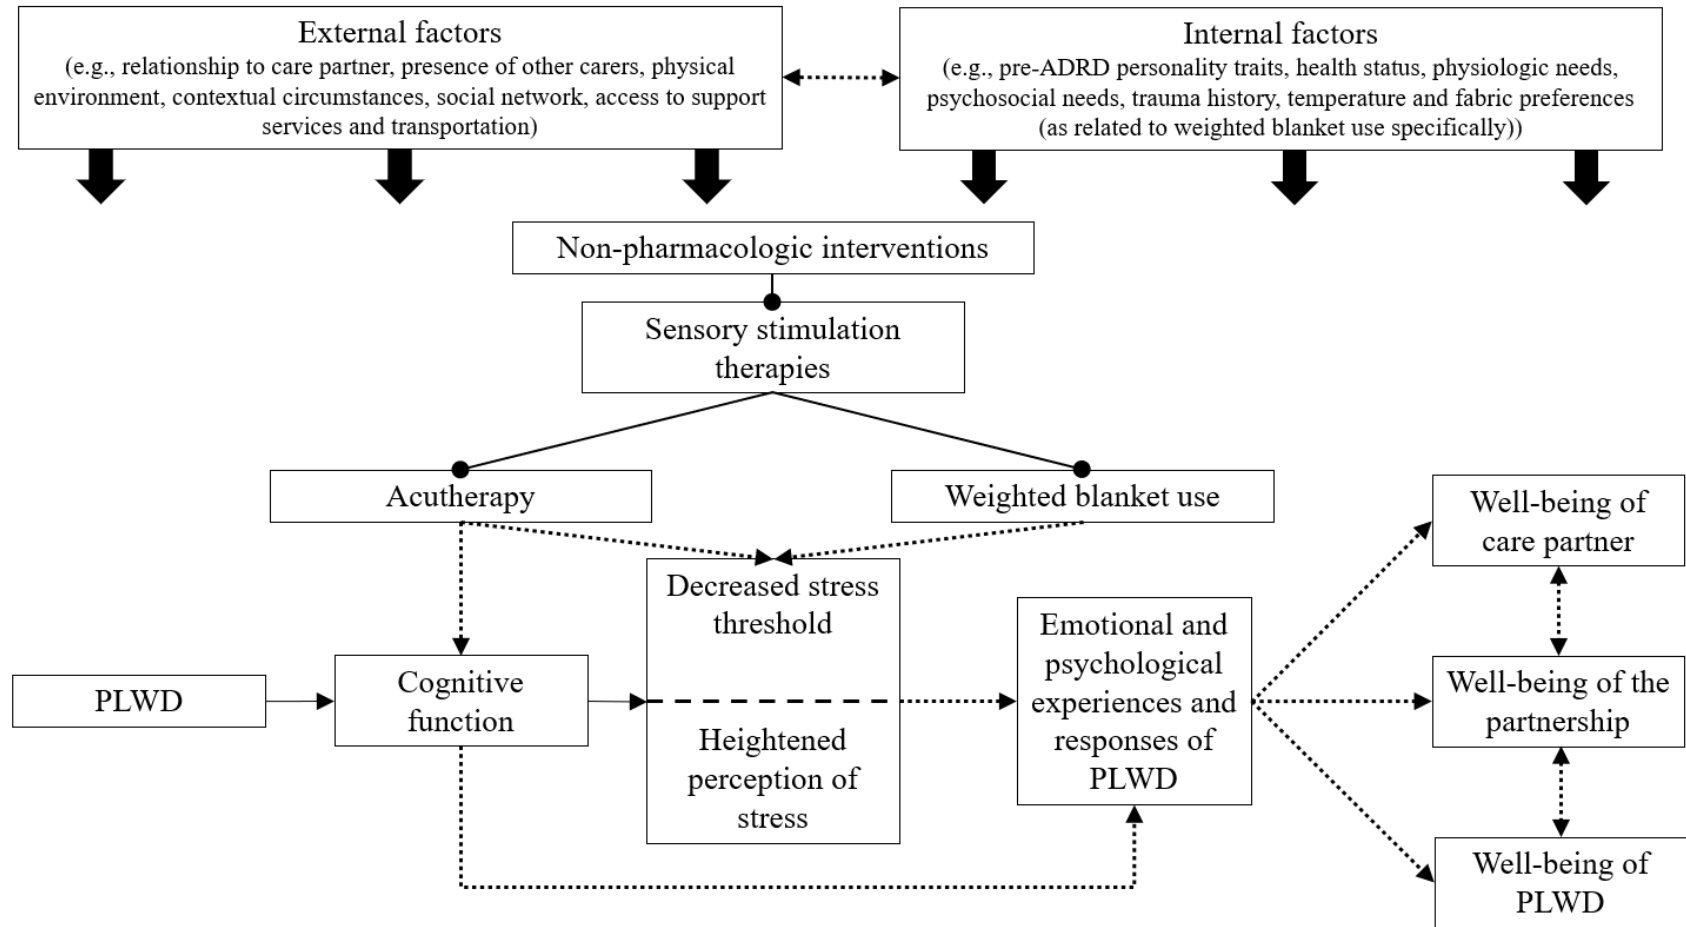 External factors
(e.g., relationship to care partner, presence of other carers, physical
environment, contextual circumstances, social network, access to support
services and transportation)
Internal factors
(e.g., pre-ADRD personality traits, health status, physiologic needs,
psychosocial needs, trauma history, temperature and fabric preferences
(as related to weighted blanket use specifically))
Non-pharmacologic interventions
Sensory stimulation
therapies
Acutherapy
Weighted blanket use
PLWD
Cognitive
function
Decreased stress
threshold
Heightened
perception of
stress
Emotional and
psychological
experiences and
responses of
PLWD
Well-being of
care partner
Well-being of the
partnership
Well-being of
PLWD